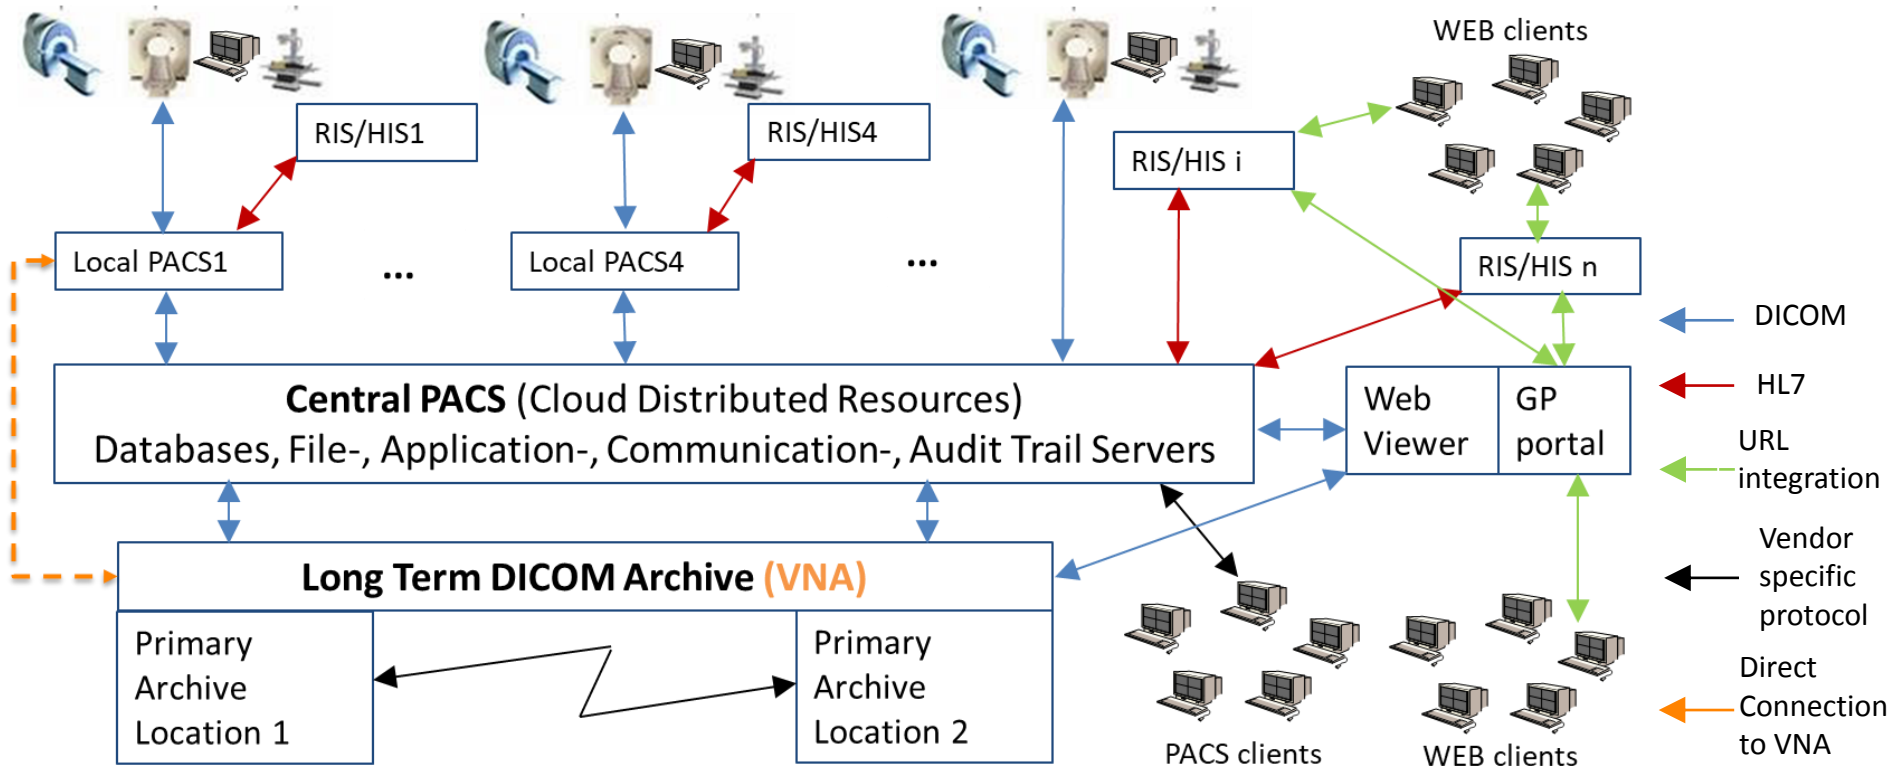 WEB clients
RIS/HIS1
RIS/HIS4
RIS/HIS i
Local PACS1
...
Local PACS4
...
RIS/HIS n
DICOM
Central PACS (Cloud Distributed Resources)
Databases, File-, Application-, Communication-, Audit Trail Servers
Web
Viewer
GP
portal
HL7
URL
integration
Long Term DICOM Archive (VNA)
Vendor
specific
protocol
Primary
Archive
Location 1
Primary
Archive
Location 2
PACS clients
WEB clients
Direct
Connection
to VNA